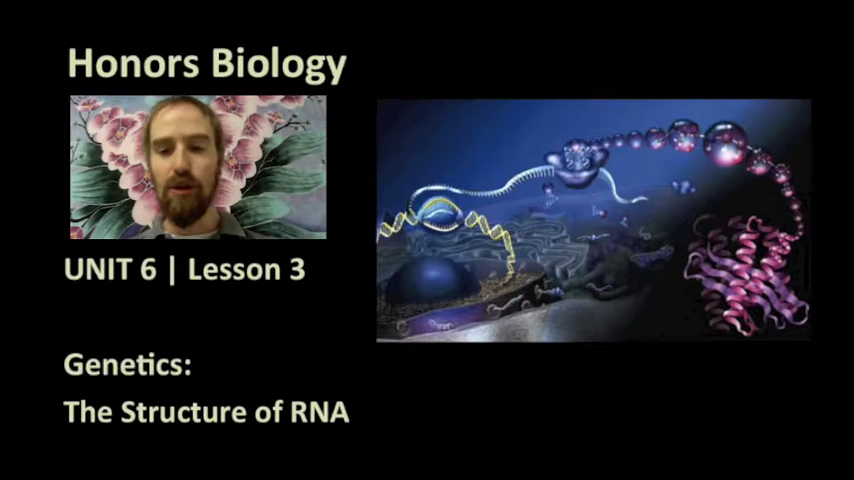 Honors Biology
UNIT 6 | Lesson 3
Genetics:
The Structure of RNA